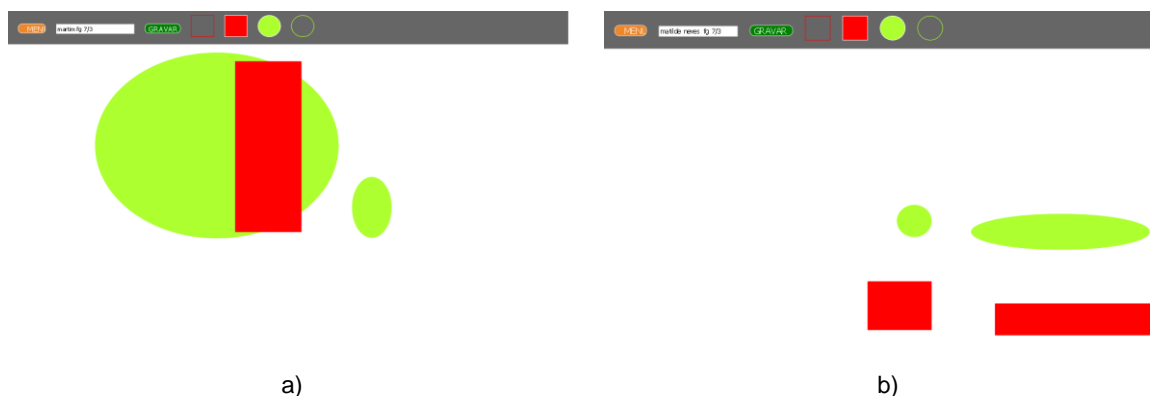 MENU martim fg 7/3 GRAVAR
MENU matilde neves fg 7/3 GRAVAR
a) b)